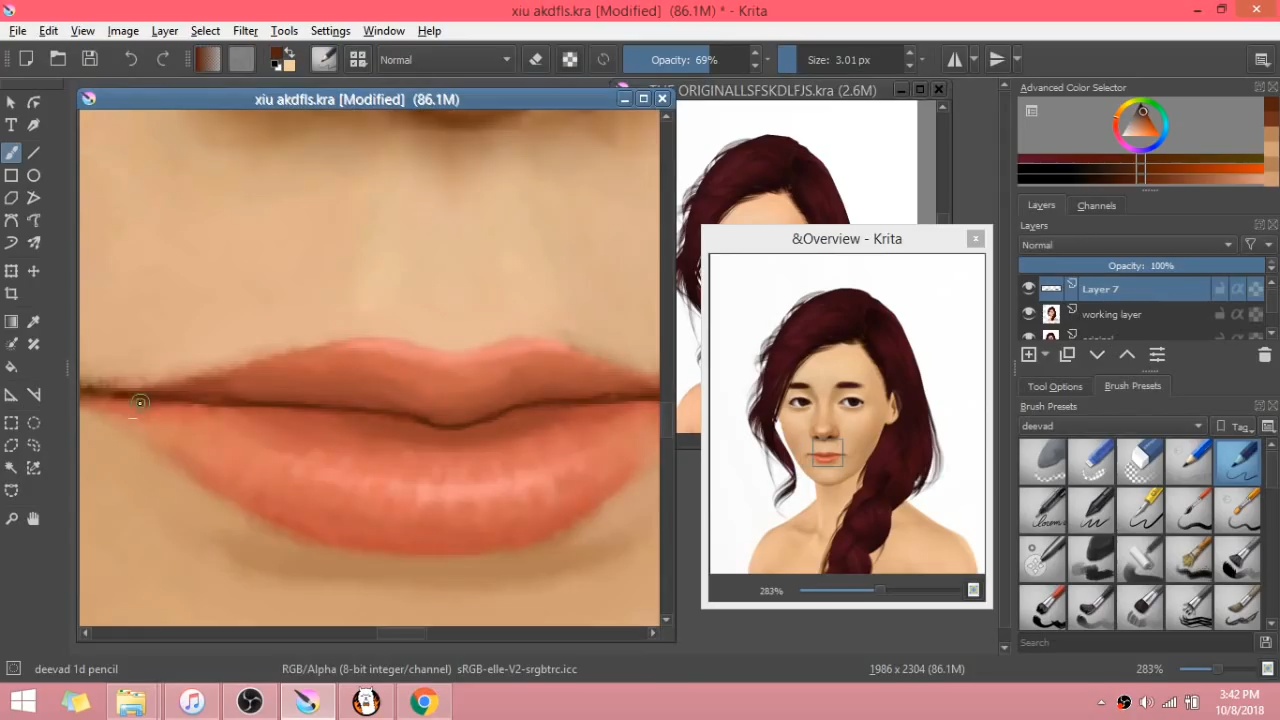 xiu akdfls.kra [Modified]  (86.1M) * - Krita
File Edit View Image Layer Select Filter Tools Settings Window Help
Normal
Opacity: 69%
Size: 3.01 px
xiu akdfls.kra [Modified]  (86.1M)
ORIGINALLSFSKDLFJS.kra (2.6M)
&Overview - Krita
283%
Advanced Color Selector
Layers Channels
Layers
Normal
Opacity: 100%
Layer 7
working layer
Tool Options Brush Presets
Brush Presets
deevad
Tag
Search
deevad 1d pencil
RGB/Alpha (8-bit integer/channel)  sRGB-elle-V2-srgbtrc.icc
1986 x 2304 (86.1M)
283%
3:42 PM
10/8/2018